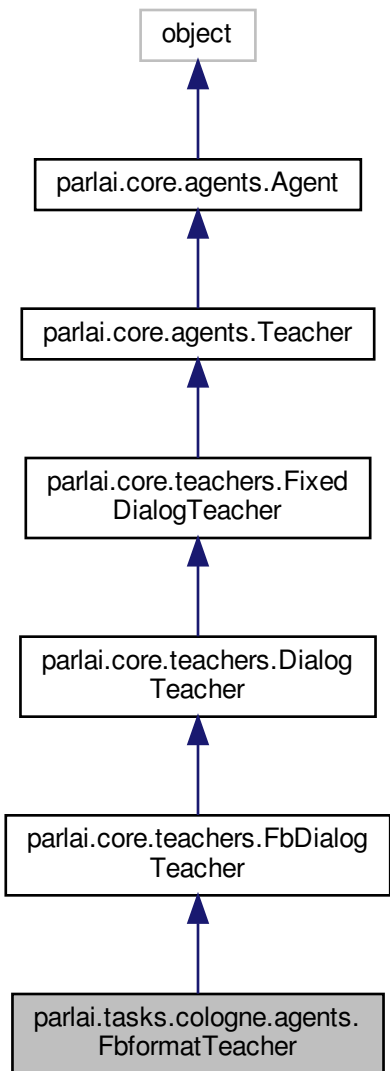 object
parlai.core.agents.Agent
parlai.core.agents.Teacher
parlai.core.teachers.Fixed
DialogTeacher
parlai.core.teachers.Dialog
Teacher
parlai.core.teachers.FbDialog
Teacher
parlai.tasks.cologne.agents.
FbformatTeacher